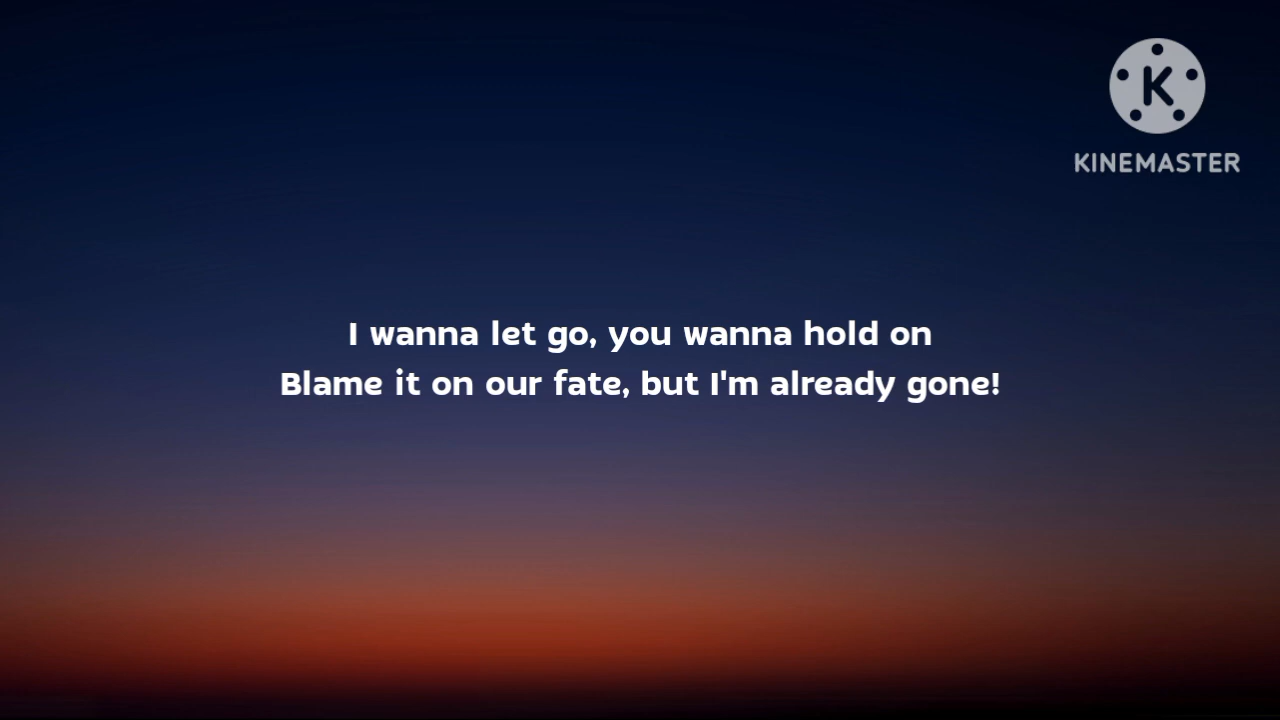 K
KINEMASTER
I wanna let go, you wanna hold on
Blame it on our fate, but I'm already gone!